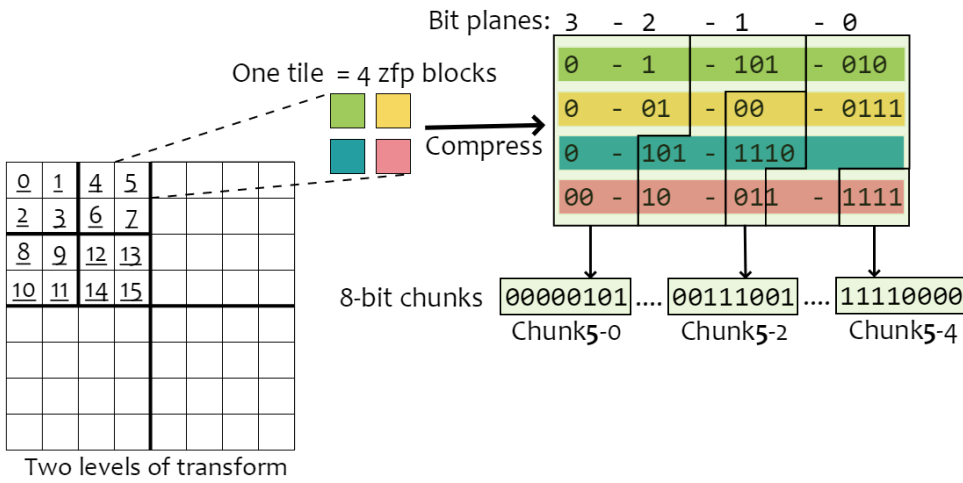 Bit planes: 3 - 2 - 1 - 0
One tile = 4 zfp blocks
0 - 1 - 101 - 010
0 - 01 - 00 - 0111
Compress
0 - 101 - 1110
00 - 10 - 011 - 1111
0 1 4 5
2 3 6 7
8 9 12 13
10 11 14 15
8-bit chunks 00000101 .... 00111001 .... 11110000
Chunk5-0 Chunk5-2 Chunk5-4
Two levels of transform